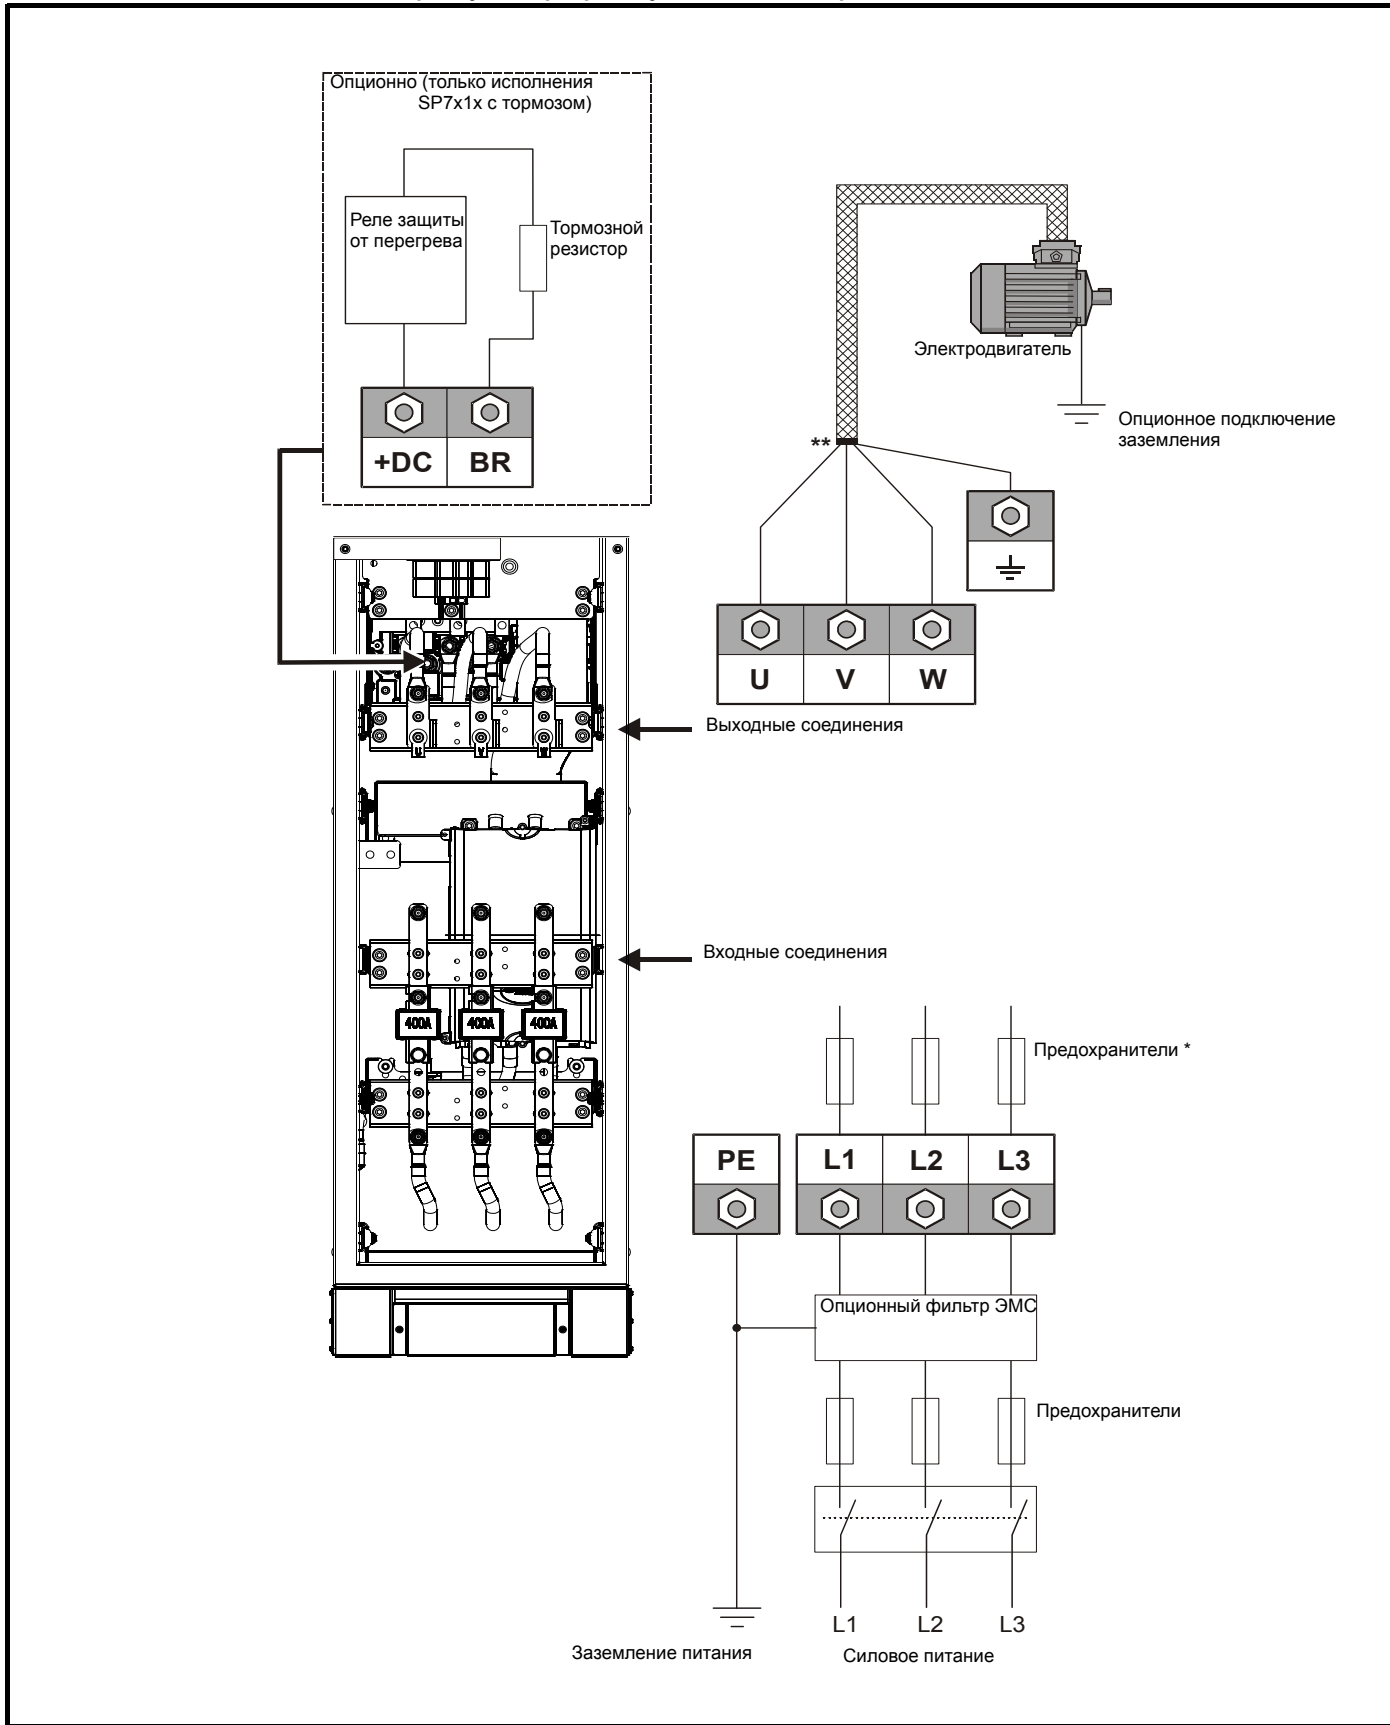 Опционно (только исполнения
SP7x1x с тормозом)
Реле защиты
от перегрева
Тормозной
резистор
+DC BR
Электродвигатель
Опционное подключение
заземления
**
U V W
Выходные соединения
U V W
Входные соединения
400A 400A 400A
Предохранители *
PE L1 L2 L3
Опционный фильтр ЭМС
Предохранители
L1 L2 L3
Заземление питания
Силовое питание